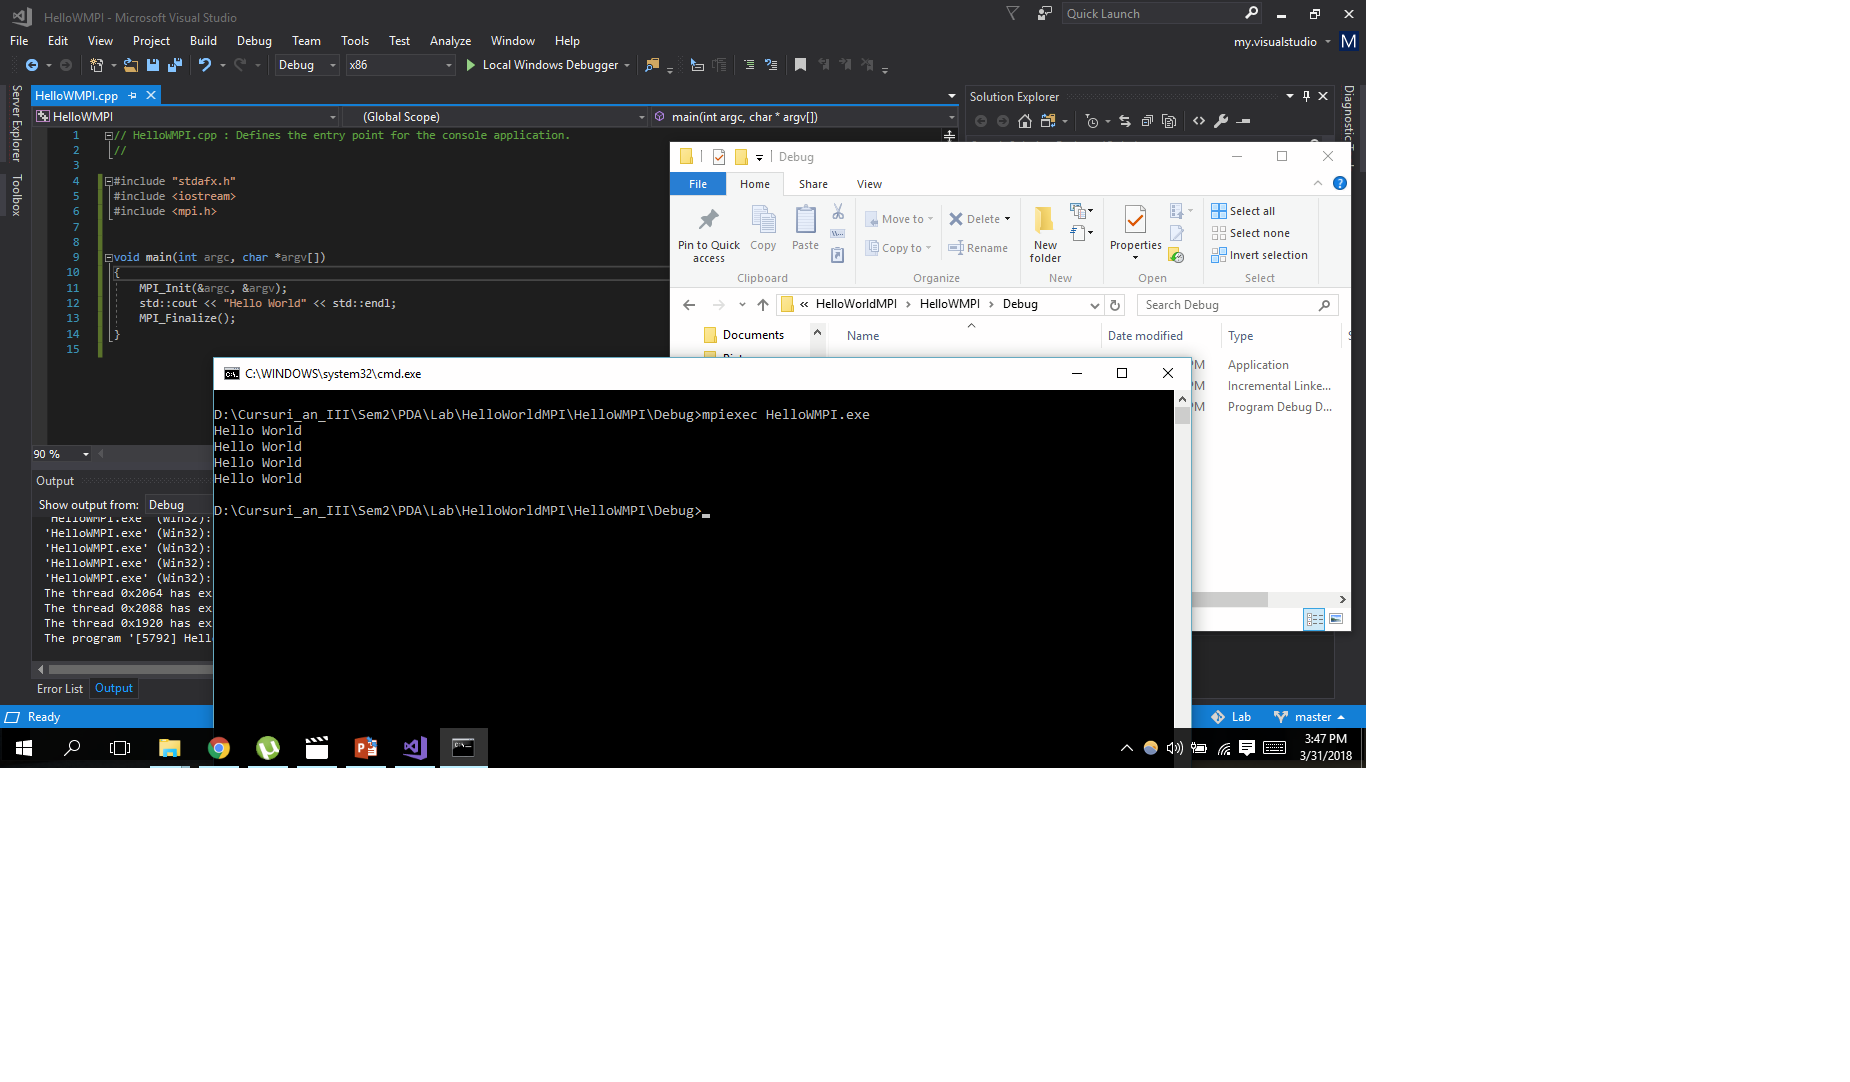 HelloWMPI - Microsoft Visual Studio
Quick Launch
File Edit View Project Build Debug Team Tools Test Analyze Window Help
my.visualstudio M
Debug x86 Local Windows Debugger
Server Explorer
Toolbox
HelloWMPI.cpp
HelloWMPI (Global Scope) main(int argc, char * argv[])
1 // HelloWMPI.cpp : Defines the entry point for the console application.
2 //
3
4 #include "stdafx.h"
5 #include <iostream>
6 #include <mpi.h>
7
8
9 void main(int argc, char *argv[])
10 {
11 MPI_Init(&argc, &argv);
12 std::cout << "Hello World" << std::endl;
13 MPI_Finalize();
14 }
15
90 %
Output
Show output from: Debug
'HelloWMPI.exe' (Win32):
'HelloWMPI.exe' (Win32):
'HelloWMPI.exe' (Win32):
'HelloWMPI.exe' (Win32):
'HelloWMPI.exe' (Win32):
The thread 0x2064 has ex
The thread 0x2088 has ex
The thread 0x1920 has ex
The program '[5792] Hell
Error List Output
Ready
Solution Explorer
Debug
File Home Share View
Pin to Quick access
Copy
Paste
Clipboard
Move to
Copy to
Delete
Rename
Organize
New folder
New
Properties
Open
Select all
Select none
Invert selection
Select
« HelloWorldMPI › HelloWMPI › Debug
Search Debug
Documents
Name Date modified Type
PM Application
PM Incremental Linke...
PM Program Debug D...
C:\WINDOWS\system32\cmd.exe
D:\Cursuri_an_III\Sem2\PDA\Lab\HelloWorldMPI\HelloWMPI\Debug>mpiexec HelloWMPI.exe
Hello World
Hello World
Hello World
Hello World
D:\Cursuri_an_III\Sem2\PDA\Lab\HelloWorldMPI\HelloWMPI\Debug>
Lab master
3:47 PM
3/31/2018